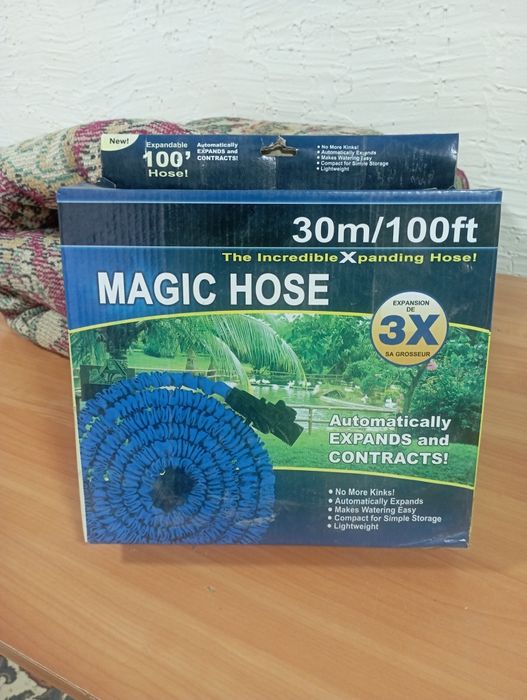 New!
Expandable
100'
Hose!
Automatically
EXPANDS and
CONTRACTS!
• No More Kinks!
• Automatically Expands
• Makes Watering Easy
• Compact for Simple Storage
• Lightweight
30m/100ft
The Incredible Xpanding Hose!
MAGIC HOSE
EXPANSION
DE
3X
SA GROSSEUR
Automatically
EXPANDS and
CONTRACTS!
• No More Kinks!
• Automatically Expands
• Makes Watering Easy
• Compact for Simple Storage
• Lightweight